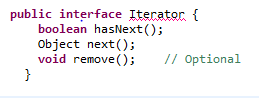 public interface Iterator {
boolean hasNext();
Object next();
void remove();    // Optional
}